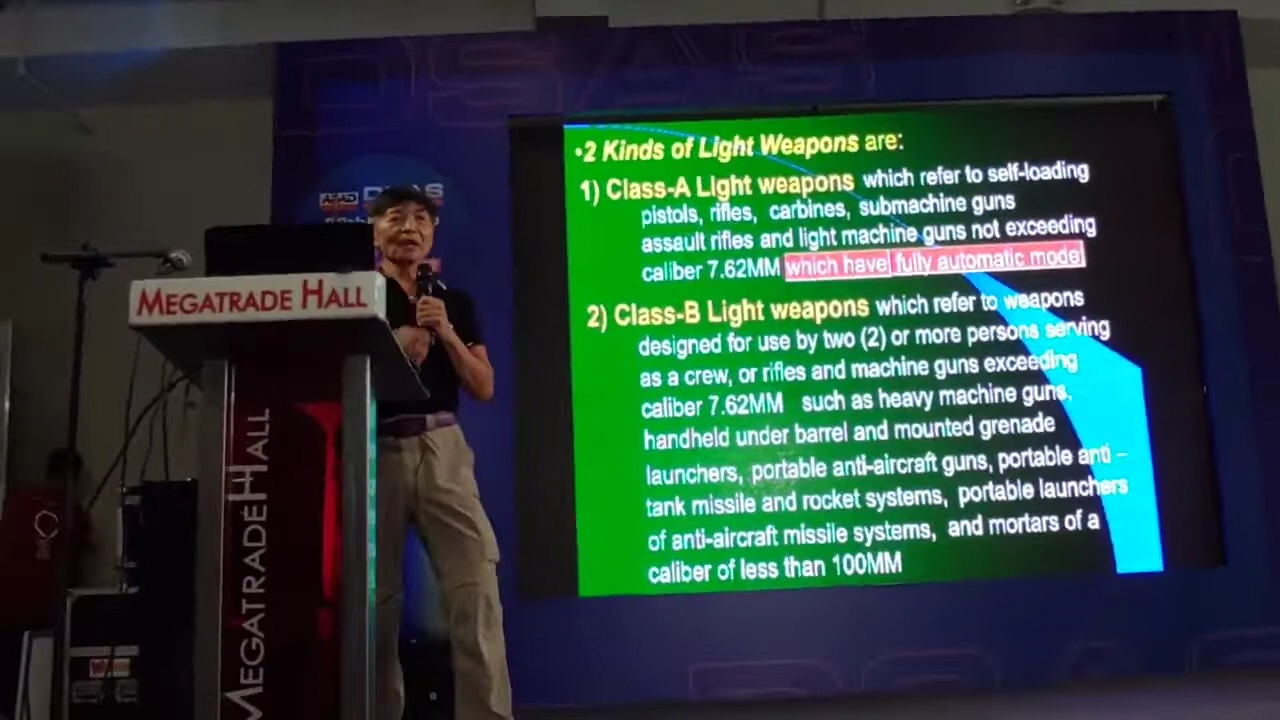 •2 Kinds of Light Weapons are:
1) Class-A Light weapons which refer to self-loading
pistols, rifles, carbines, submachine guns
assault rifles and light machine guns not exceeding
caliber 7.62MM which have fully automatic mode
2) Class-B Light weapons which refer to weapons
designed for use by two (2) or more persons serving
as a crew, or rifles and machine guns exceeding
caliber 7.62MM such as heavy machine guns,
handheld under barrel and mounted grenade
launchers, portable anti-aircraft guns, portable anti –
tank missile and rocket systems, portable launchers
of anti-aircraft missile systems, and mortars of a
caliber of less than 100MM
MEGATRADE HALL
MEGATRADE HALL